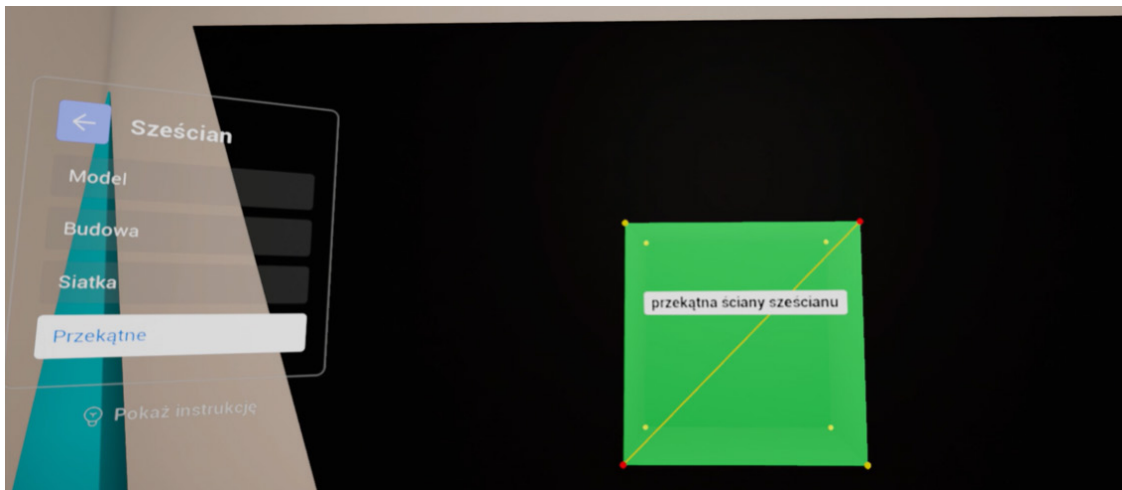 Sześcian
Model
Budowa
Siatka
Przekątne
Pokaż instrukcję
przekątna ściany sześcianu